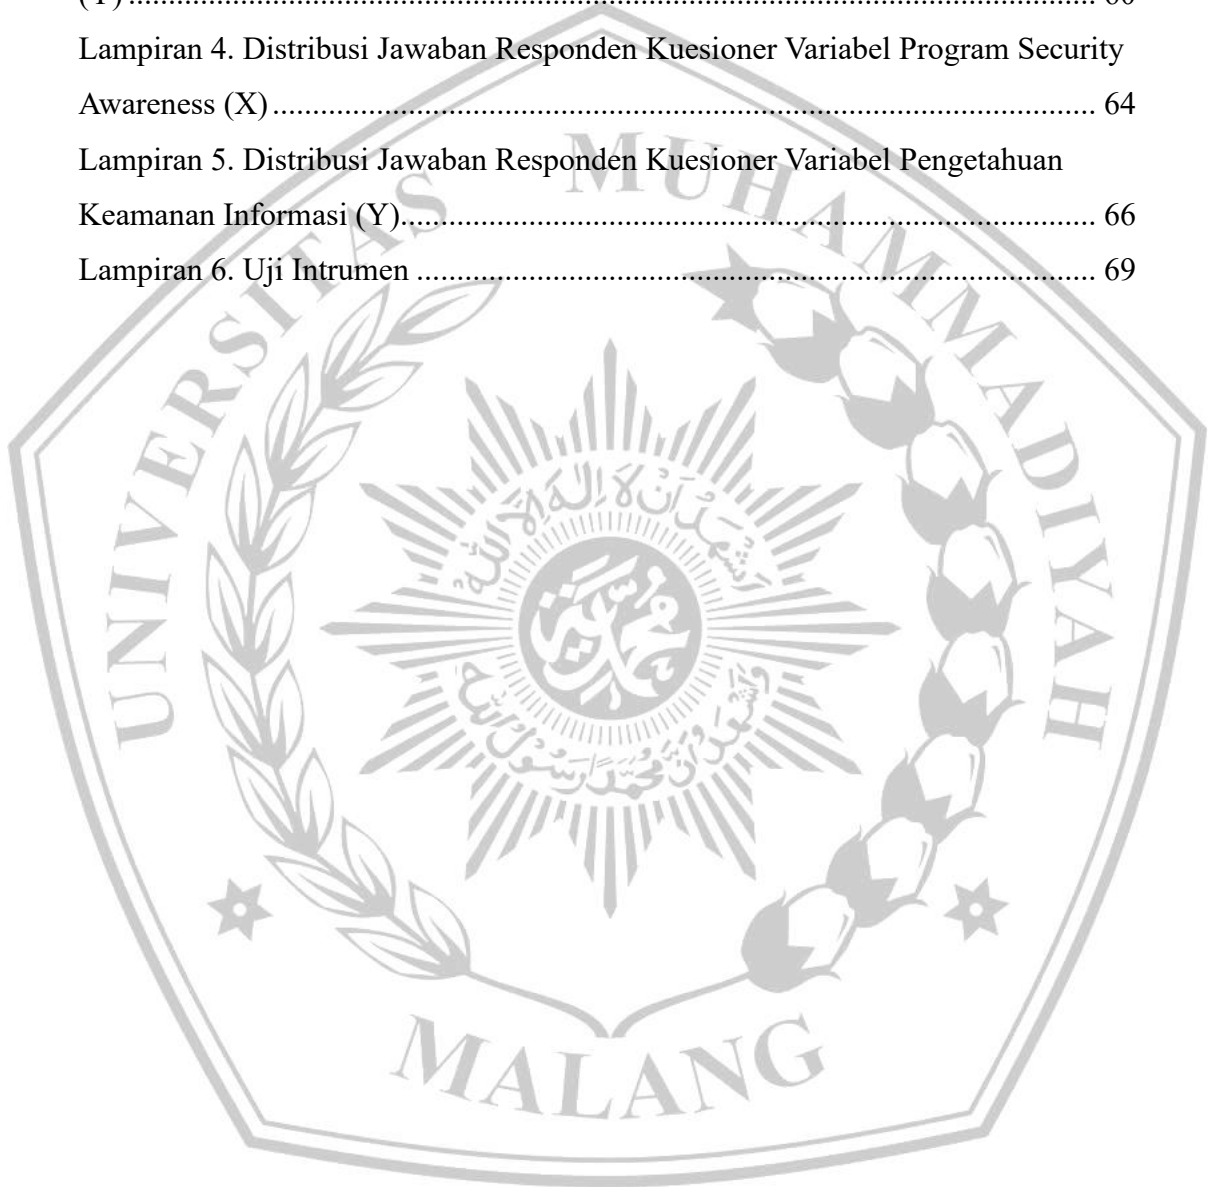 (Y) ........................................................................................................................ 60
Lampiran 4. Distribusi Jawaban Responden Kuesioner Variabel Program Security
Awareness (X) ...................................................................................................... 64
Lampiran 5. Distribusi Jawaban Responden Kuesioner Variabel Pengetahuan
Keamanan Informasi (Y)...................................................................................... 66
Lampiran 6. Uji Intrumen .................................................................................... 69
UNIVERSITAS MUHAMMADIYAH
MALANG